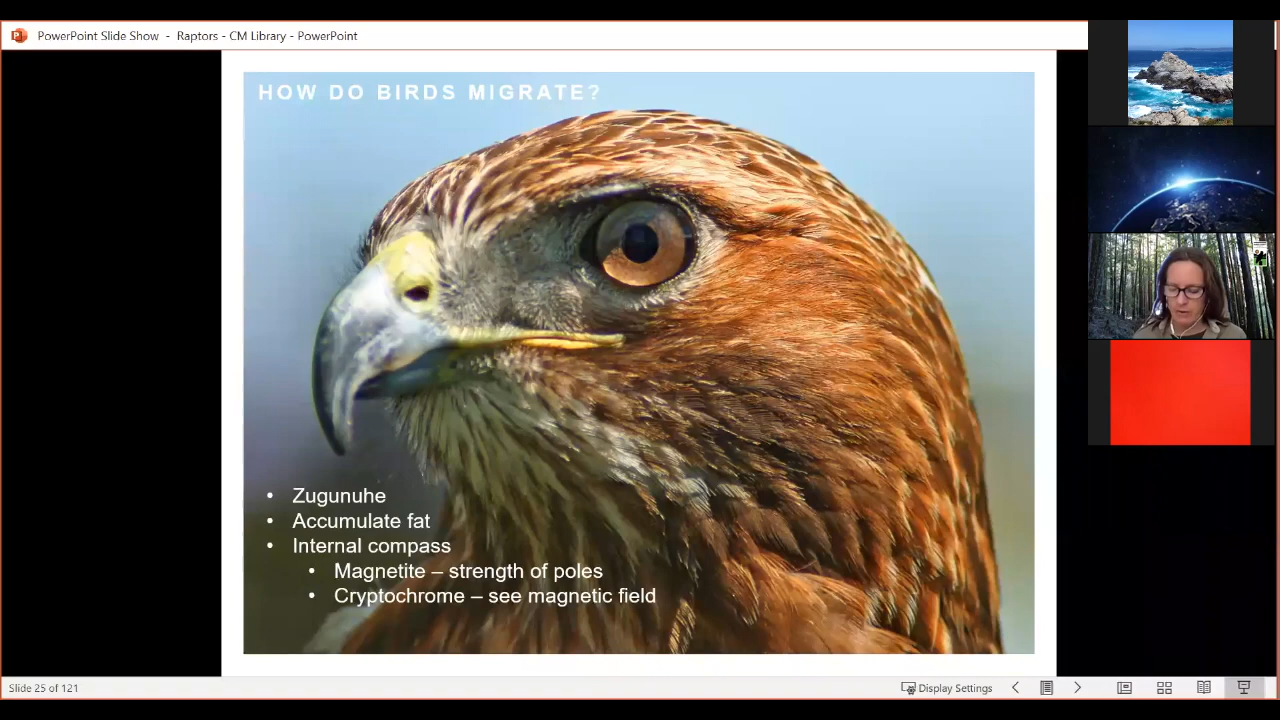 PowerPoint Slide Show - Raptors - CM Library - PowerPoint
HOW DO BIRDS MIGRATE?
• Zugunuhe
• Accumulate fat
• Internal compass
• Magnetite – strength of poles
• Cryptochrome – see magnetic field
Slide 25 of 121
Display Settings